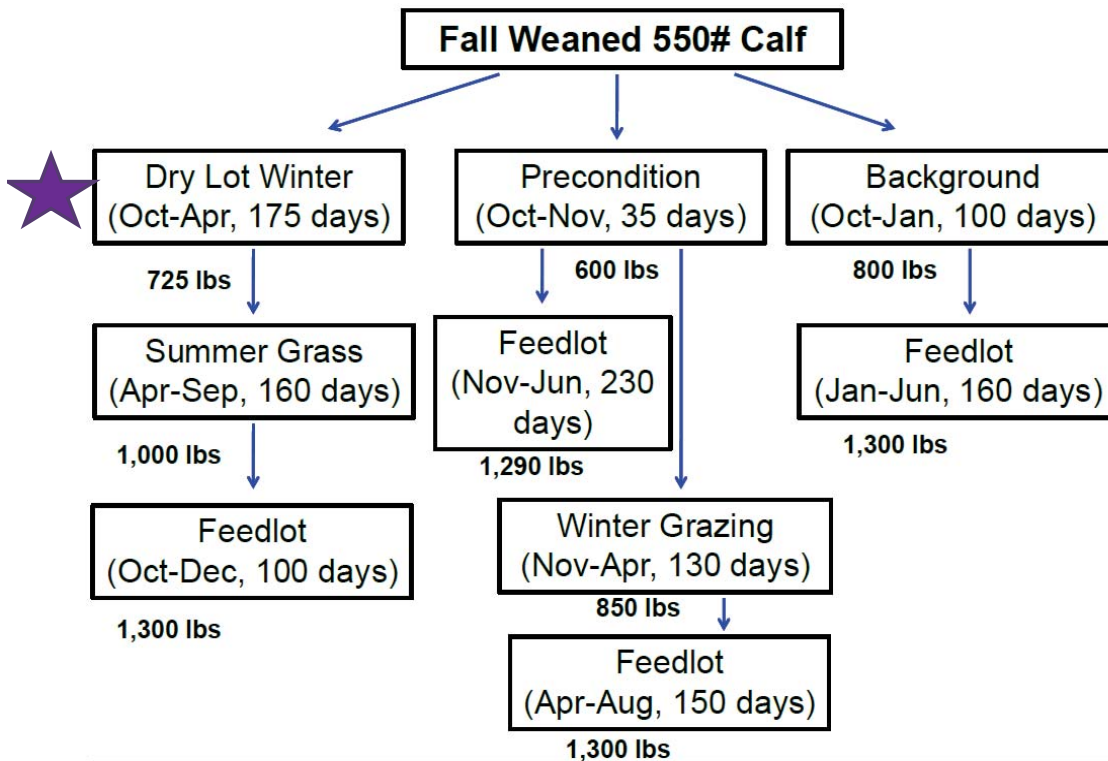 Fall Weaned 550# Calf
Dry Lot Winter
(Oct-Apr, 175 days)
725 lbs
Summer Grass
(Apr-Sep, 160 days)
1,000 lbs
Feedlot
(Oct-Dec, 100 days)
1,300 lbs
Precondition
(Oct-Nov, 35 days)
600 lbs
Feedlot
(Nov-Jun, 230
days)
1,290 lbs
Winter Grazing
(Nov-Apr, 130 days)
850 lbs
Feedlot
(Apr-Aug, 150 days)
1,300 lbs
Background
(Oct-Jan, 100 days)
800 lbs
Feedlot
(Jan-Jun, 160 days)
1,300 lbs